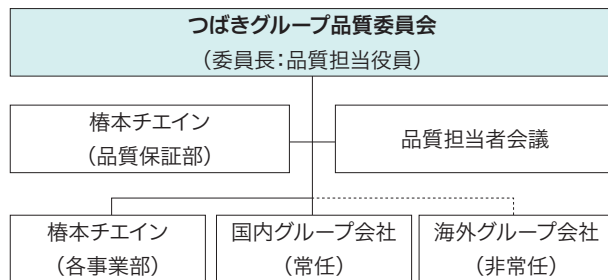 つばきグループ品質委員会
（委員長：品質担当役員）
椿本チエイン
（品質保証部）
品質担当者会議
椿本チエイン
（各事業部）
国内グループ会社
（常任）
海外グループ会社
（非常任）